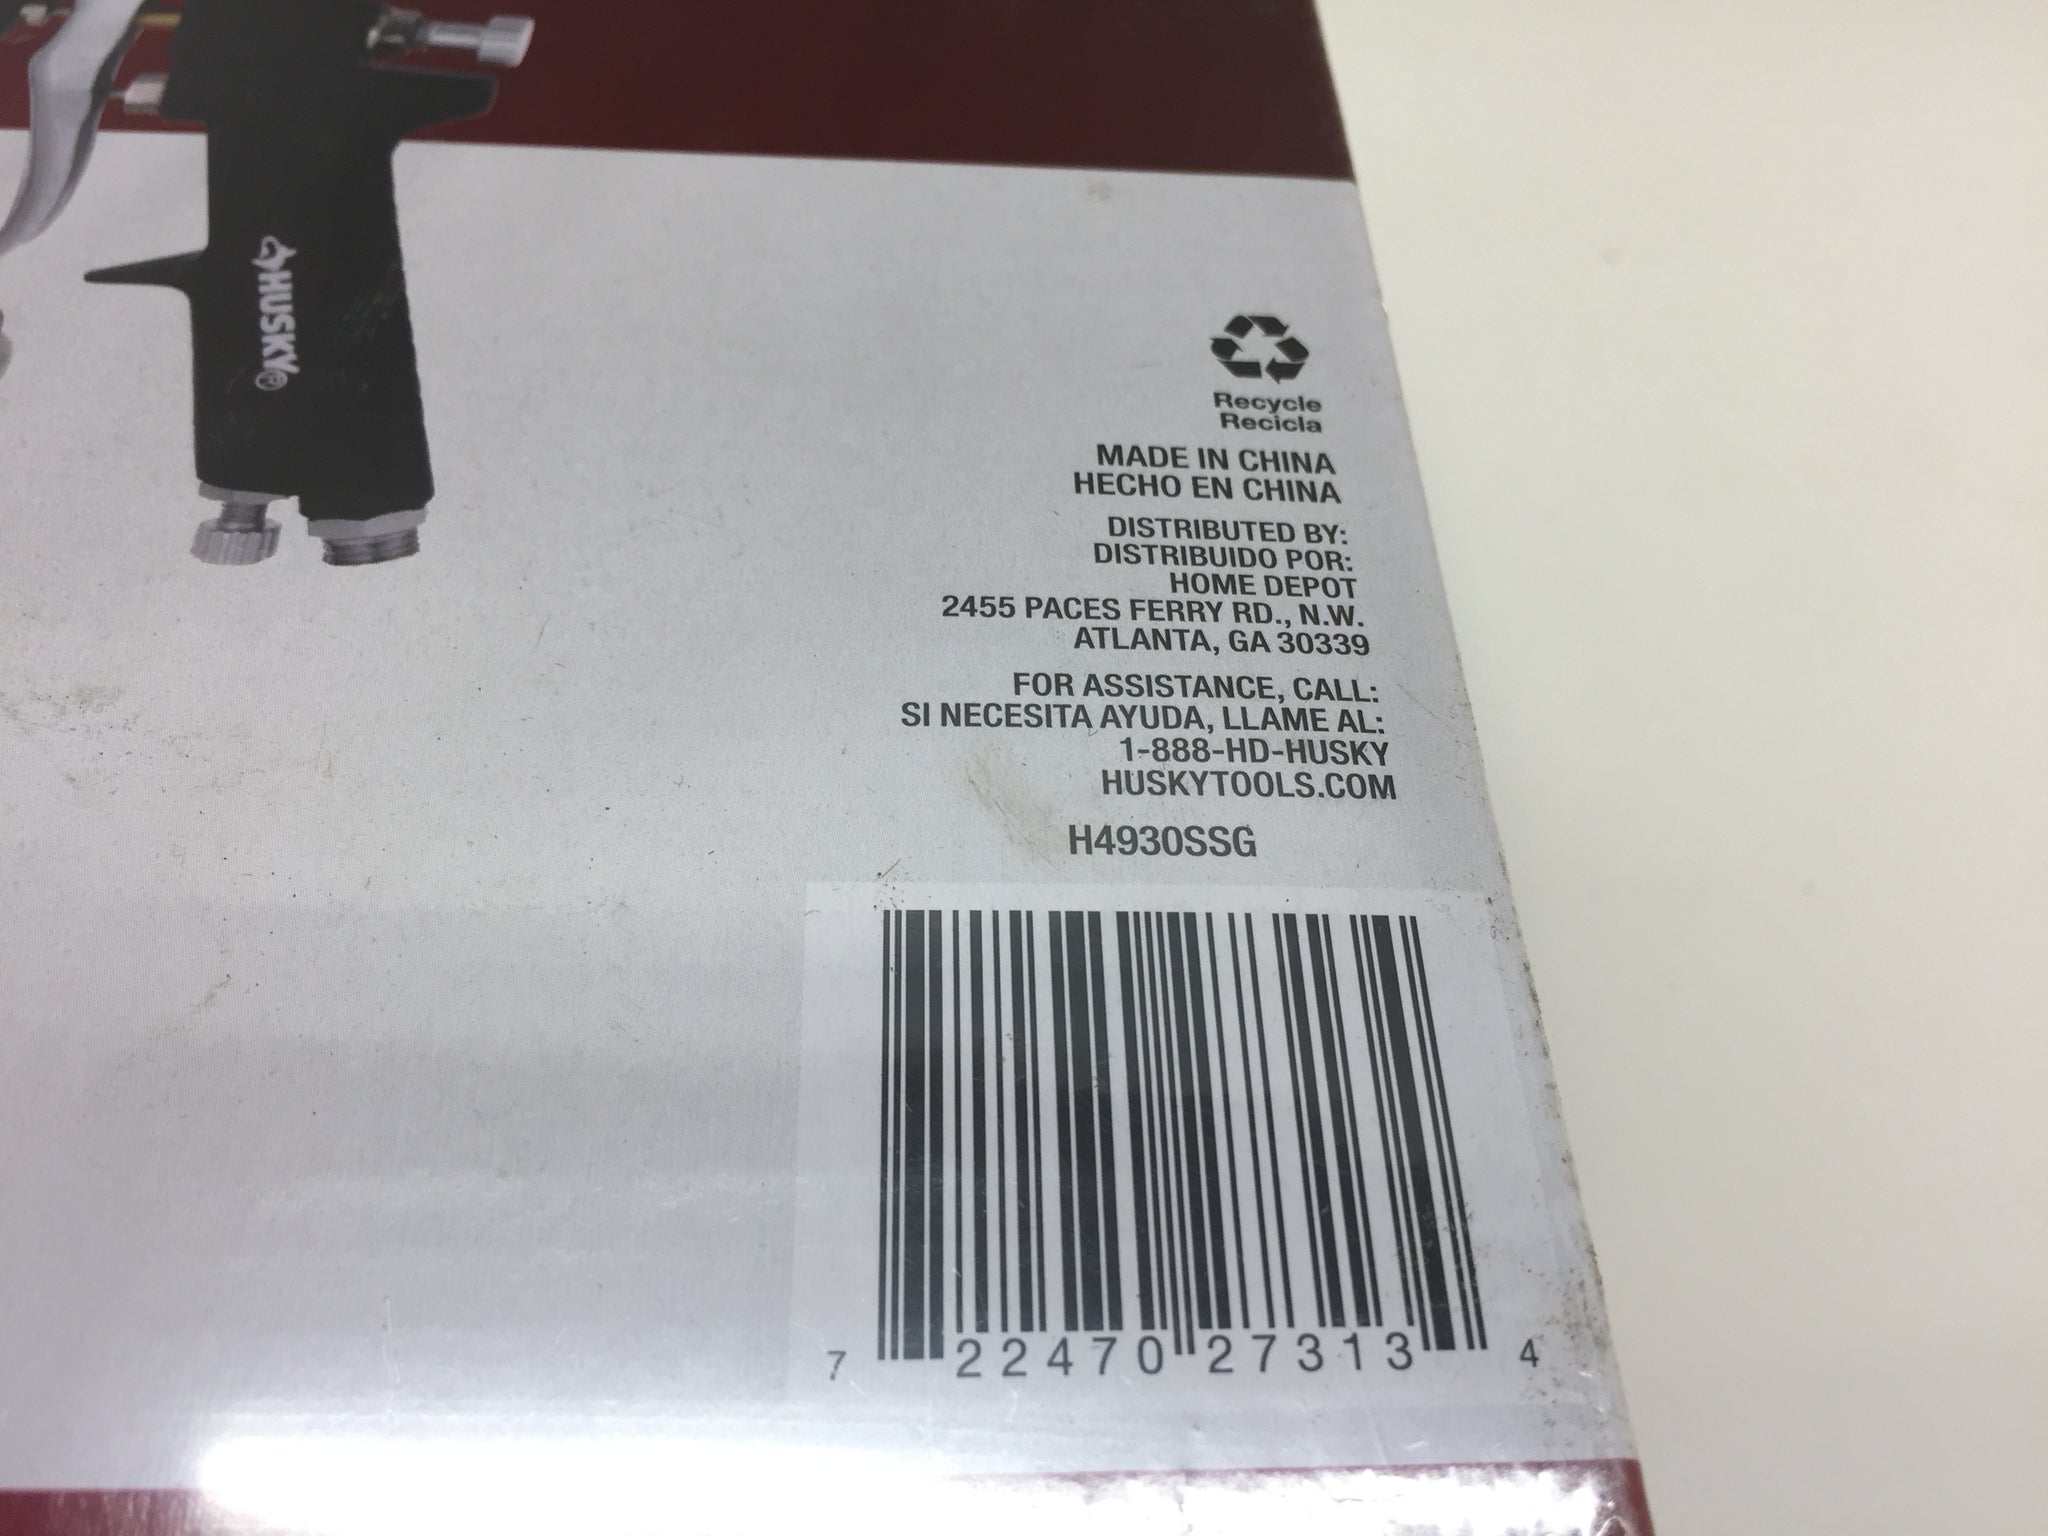 HUSKY®
Recycle
Recicla
MADE IN CHINA
HECHO EN CHINA
DISTRIBUTED BY:
DISTRIBUIDO POR:
HOME DEPOT
2455 PACES FERRY RD., N.W.
ATLANTA, GA 30339
FOR ASSISTANCE, CALL:
SI NECESITA AYUDA, LLAME AL:
1-888-HD-HUSKY
HUSKYTOOLS.COM
H4930SSG
7 22470 27313 4